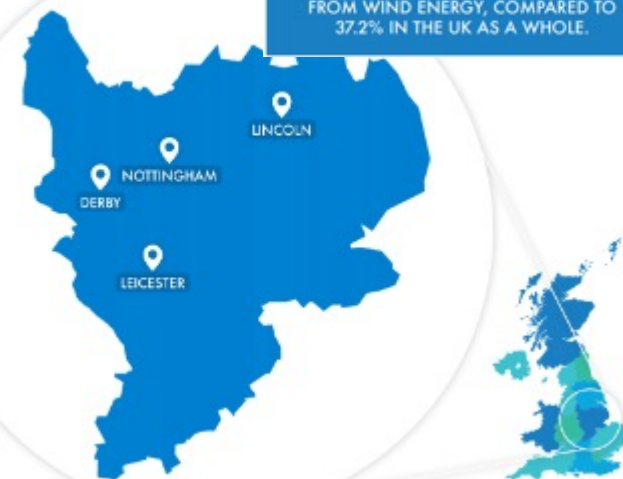 FROM WIND ENERGY, COMPARED TO
37.2% IN THE UK AS A WHOLE.
LINCOLN
NOTTINGHAM
DERBY
LEICESTER